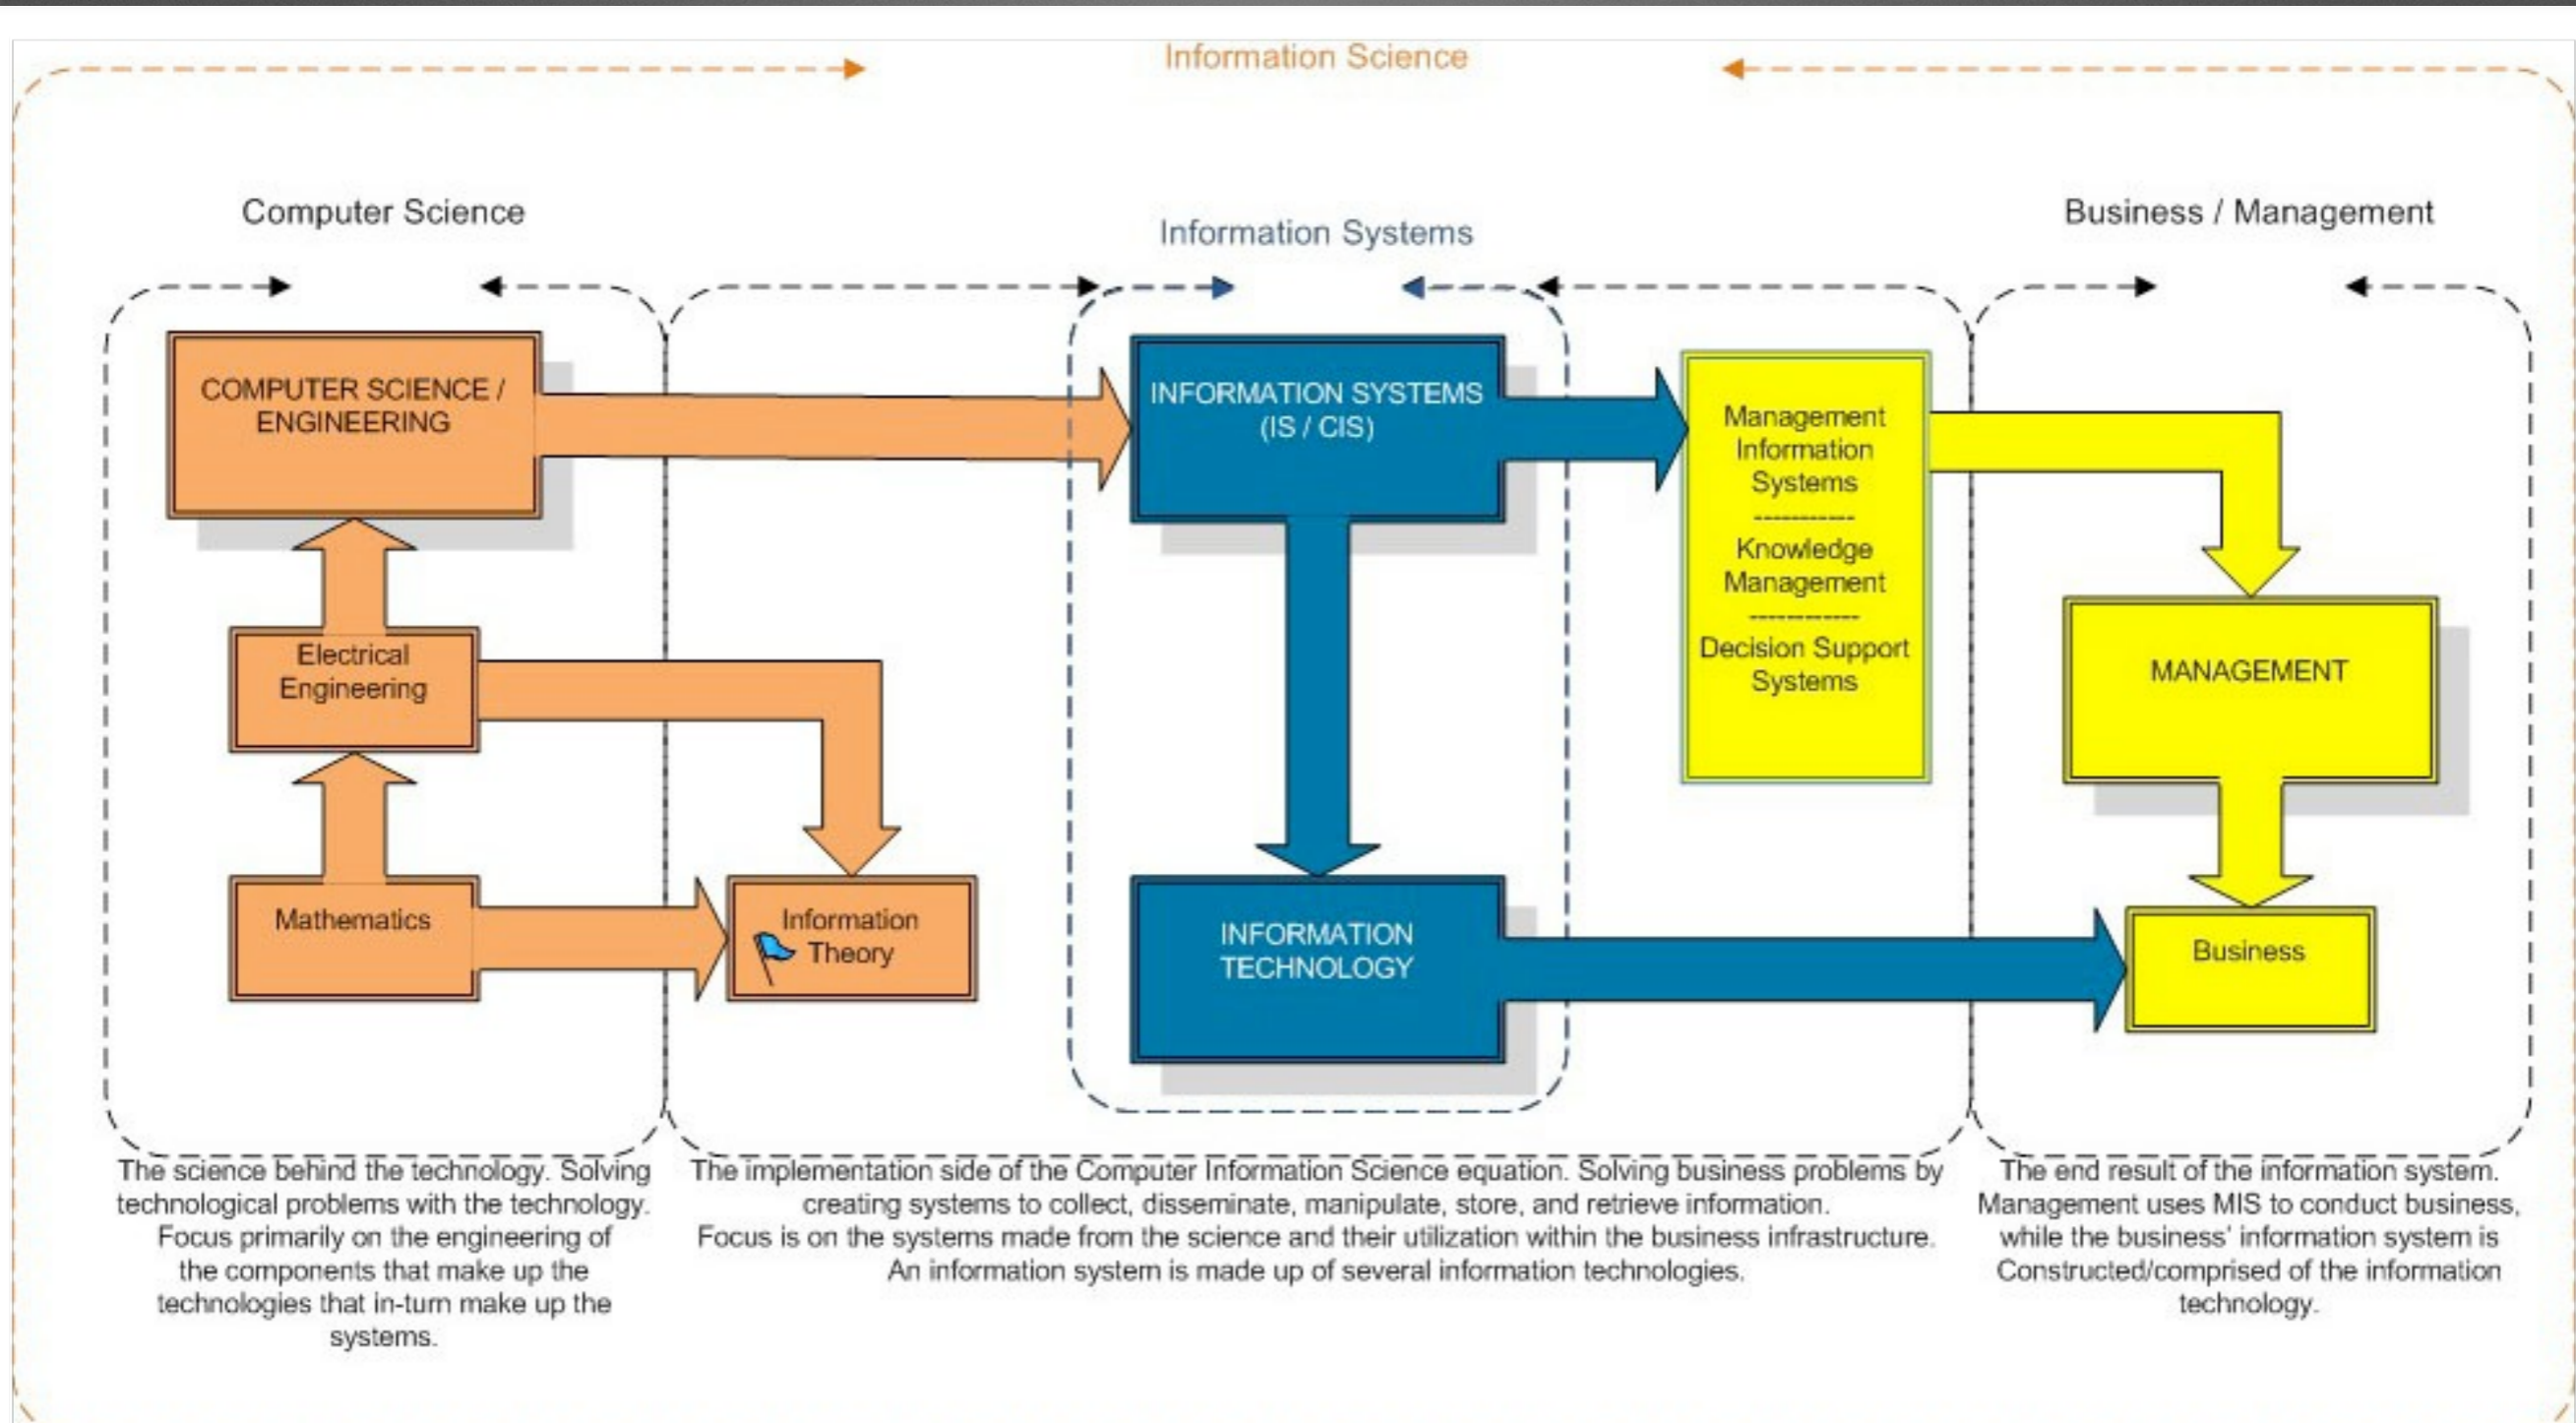 Information Science
Computer Science
Information Systems
Business / Management
COMPUTER SCIENCE /
ENGINEERING
INFORMATION SYSTEMS
(IS / CIS)
Management
Information
Systems
-----------
Knowledge
Management
------------
Decision Support
Systems
Electrical
Engineering
MANAGEMENT
Mathematics
Information
Theory
INFORMATION
TECHNOLOGY
Business
The science behind the technology. Solving
technological problems with the technology.
Focus primarily on the engineering of
the components that make up the
technologies that in-turn make up the
systems.
The implementation side of the Computer Information Science equation. Solving business problems by
creating systems to collect, disseminate, manipulate, store, and retrieve information.
Focus is on the systems made from the science and their utilization within the business infrastructure.
An information system is made up of several information technologies.
The end result of the information system.
Management uses MIS to conduct business,
while the business' information system is
Constructed/comprised of the information
technology.